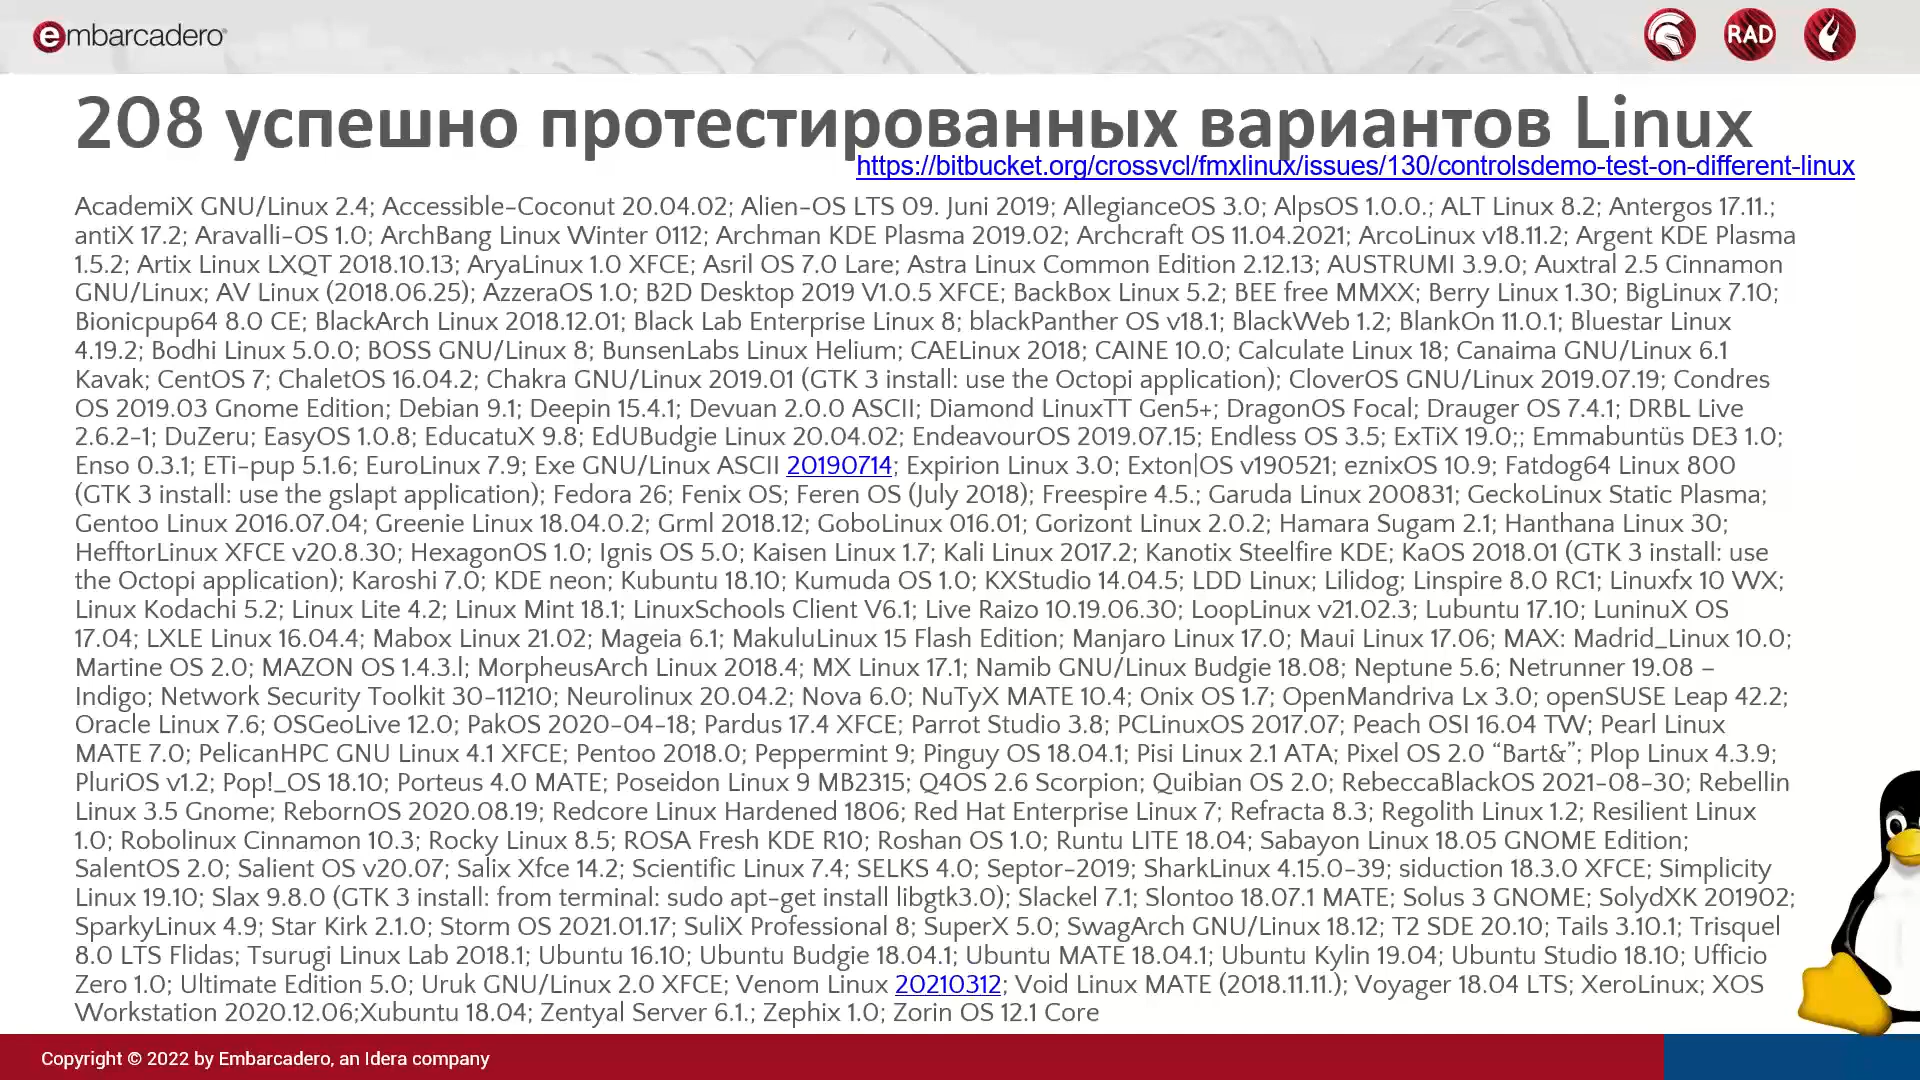 embarcadero
RAD
208 успешно протестированных вариантов Linux
https://bitbucket.org/crossvcl/fmxlinux/issues/130/controlsdemo-test-on-different-linux
AcademiX GNU/Linux 2.4; Accessible-Coconut 20.04.02; Alien-OS LTS 09. Juni 2019; AllegianceOS 3.0; AlpsOS 1.0.0.; ALT Linux 8.2; Antergos 17.11.;
antiX 17.2; Aravalli-OS 1.0; ArchBang Linux Winter 0112; Archman KDE Plasma 2019.02; Archcraft OS 11.04.2021; ArcoLinux v18.11.2; Argent KDE Plasma
1.5.2; Artix Linux LXQT 2018.10.13; AryaLinux 1.0 XFCE; Asril OS 7.0 Lare; Astra Linux Common Edition 2.12.13; AUSTRUMI 3.9.0; Auxtral 2.5 Cinnamon
GNU/Linux; AV Linux (2018.06.25); AzzeraOS 1.0; B2D Desktop 2019 V1.0.5 XFCE; BackBox Linux 5.2; BEE free MMXX; Berry Linux 1.30; BigLinux 7.10;
Bionicpup64 8.0 CE; BlackArch Linux 2018.12.01; Black Lab Enterprise Linux 8; blackPanther OS v18.1; BlackWeb 1.2; BlankOn 11.0.1; Bluestar Linux
4.19.2; Bodhi Linux 5.0.0; BOSS GNU/Linux 8; BunsenLabs Linux Helium; CAELinux 2018; CAINE 10.0; Calculate Linux 18; Canaima GNU/Linux 6.1
Kavak; CentOS 7; ChaletOS 16.04.2; Chakra GNU/Linux 2019.01 (GTK 3 install: use the Octopi application); CloverOS GNU/Linux 2019.07.19; Condres
OS 2019.03 Gnome Edition; Debian 9.1; Deepin 15.4.1; Devuan 2.0.0 ASCII; Diamond LinuxTT Gen5+; DragonOS Focal; Drauger OS 7.4.1; DRBL Live
2.6.2-1; DuZeru; EasyOS 1.0.8; EducatuX 9.8; EdUBudgie Linux 20.04.02; EndeavourOS 2019.07.15; Endless OS 3.5; ExTiX 19.0;; Emmabuntüs DE3 1.0;
Enso 0.3.1; ETi-pup 5.1.6; EuroLinux 7.9; Exe GNU/Linux ASCII 20190714; Expirion Linux 3.0; Exton|OS v190521; eznixOS 10.9; Fatdog64 Linux 800
(GTK 3 install: use the gslapt application); Fedora 26; Fenix OS; Feren OS (July 2018); Freespire 4.5.; Garuda Linux 200831; GeckoLinux Static Plasma;
Gentoo Linux 2016.07.04; Greenie Linux 18.04.0.2; Grml 2018.12; GoboLinux 016.01; Gorizont Linux 2.0.2; Hamara Sugam 2.1; Hanthana Linux 30;
HefftorLinux XFCE v20.8.30; HexagonOS 1.0; Ignis OS 5.0; Kaisen Linux 1.7; Kali Linux 2017.2; Kanotix Steelfire KDE; KaOS 2018.01 (GTK 3 install: use
the Octopi application); Karoshi 7.0; KDE neon; Kubuntu 18.10; Kumuda OS 1.0; KXStudio 14.04.5; LDD Linux; Lilidog; Linspire 8.0 RC1; Linuxfx 10 WX;
Linux Kodachi 5.2; Linux Lite 4.2; Linux Mint 18.1; LinuxSchools Client V6.1; Live Raizo 10.19.06.30; LoopLinux v21.02.3; Lubuntu 17.10; LuninuX OS
17.04; LXLE Linux 16.04.4; Mabox Linux 21.02; Mageia 6.1; MakuluLinux 15 Flash Edition; Manjaro Linux 17.0; Maui Linux 17.06; MAX: Madrid_Linux 10.0;
Martine OS 2.0; MAZON OS 1.4.3.l; MorpheusArch Linux 2018.4; MX Linux 17.1; Namib GNU/Linux Budgie 18.08; Neptune 5.6; Netrunner 19.08 –
Indigo; Network Security Toolkit 30-11210; Neurolinux 20.04.2; Nova 6.0; NuTyX MATE 10.4; Onix OS 1.7; OpenMandriva Lx 3.0; openSUSE Leap 42.2;
Oracle Linux 7.6; OSGeoLive 12.0; PakOS 2020-04-18; Pardus 17.4 XFCE; Parrot Studio 3.8; PCLinuxOS 2017.07; Peach OSI 16.04 TW; Pearl Linux
MATE 7.0; PelicanHPC GNU Linux 4.1 XFCE; Pentoo 2018.0; Peppermint 9; Pinguy OS 18.04.1; Pisi Linux 2.1 ATA; Pixel OS 2.0 “Bart&”; Plop Linux 4.3.9;
PluriOS v1.2; Pop!_OS 18.10; Porteus 4.0 MATE; Poseidon Linux 9 MB2315; Q4OS 2.6 Scorpion; Quibian OS 2.0; RebeccaBlackOS 2021-08-30; Rebellin
Linux 3.5 Gnome; RebornOS 2020.08.19; Redcore Linux Hardened 1806; Red Hat Enterprise Linux 7; Refracta 8.3; Regolith Linux 1.2; Resilient Linux
1.0; Robolinux Cinnamon 10.3; Rocky Linux 8.5; ROSA Fresh KDE R10; Roshan OS 1.0; Runtu LITE 18.04; Sabayon Linux 18.05 GNOME Edition;
SalentOS 2.0; Salient OS v20.07; Salix Xfce 14.2; Scientific Linux 7.4; SELKS 4.0; Septor-2019; SharkLinux 4.15.0-39; siduction 18.3.0 XFCE; Simplicity
Linux 19.10; Slax 9.8.0 (GTK 3 install: from terminal: sudo apt-get install libgtk3.0); Slackel 7.1; Slontoo 18.07.1 MATE; Solus 3 GNOME; SolydXK 201902;
SparkyLinux 4.9; Star Kirk 2.1.0; Storm OS 2021.01.17; SuliX Professional 8; SuperX 5.0; SwagArch GNU/Linux 18.12; T2 SDE 20.10; Tails 3.10.1; Trisquel
8.0 LTS Flidas; Tsurugi Linux Lab 2018.1; Ubuntu 16.10; Ubuntu Budgie 18.04.1; Ubuntu MATE 18.04.1; Ubuntu Kylin 19.04; Ubuntu Studio 18.10; Ufficio
Zero 1.0; Ultimate Edition 5.0; Uruk GNU/Linux 2.0 XFCE; Venom Linux 20210312; Void Linux MATE (2018.11.11.); Voyager 18.04 LTS; XeroLinux; XOS
Workstation 2020.12.06;Xubuntu 18.04; Zentyal Server 6.1.; Zephix 1.0; Zorin OS 12.1 Core
Copyright © 2022 by Embarcadero, an Idera company